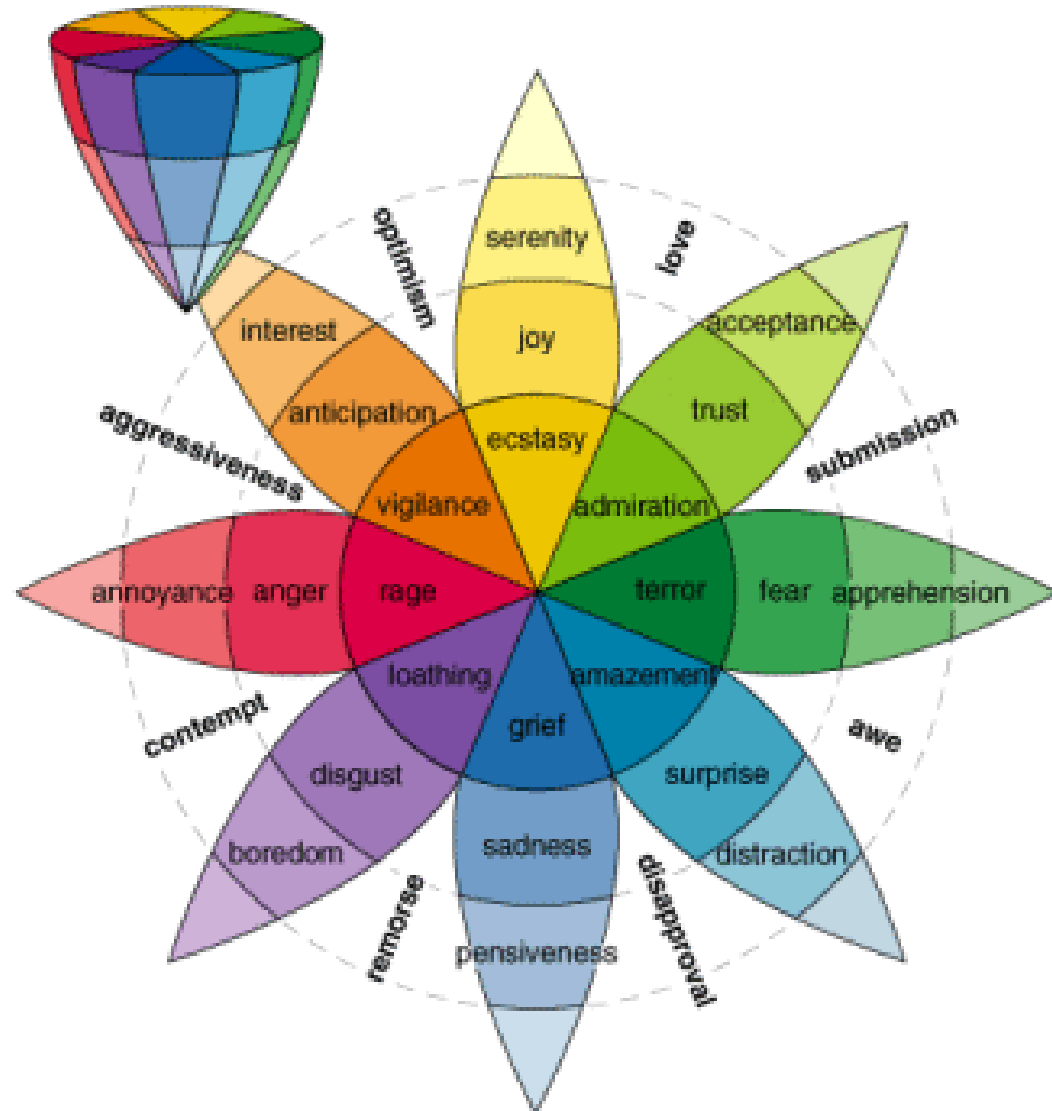 optimism
love
serenity
interest
acceptance
joy
anticipation
trust
aggressiveness
submission
ecstasy
vigilance
admiration
annoyance
anger
rage
terror
fear
apprehension
loathing
amazement
contempt
grief
awe
disgust
surprise
boredom
sadness
distraction
remorse
disapproval
pensiveness